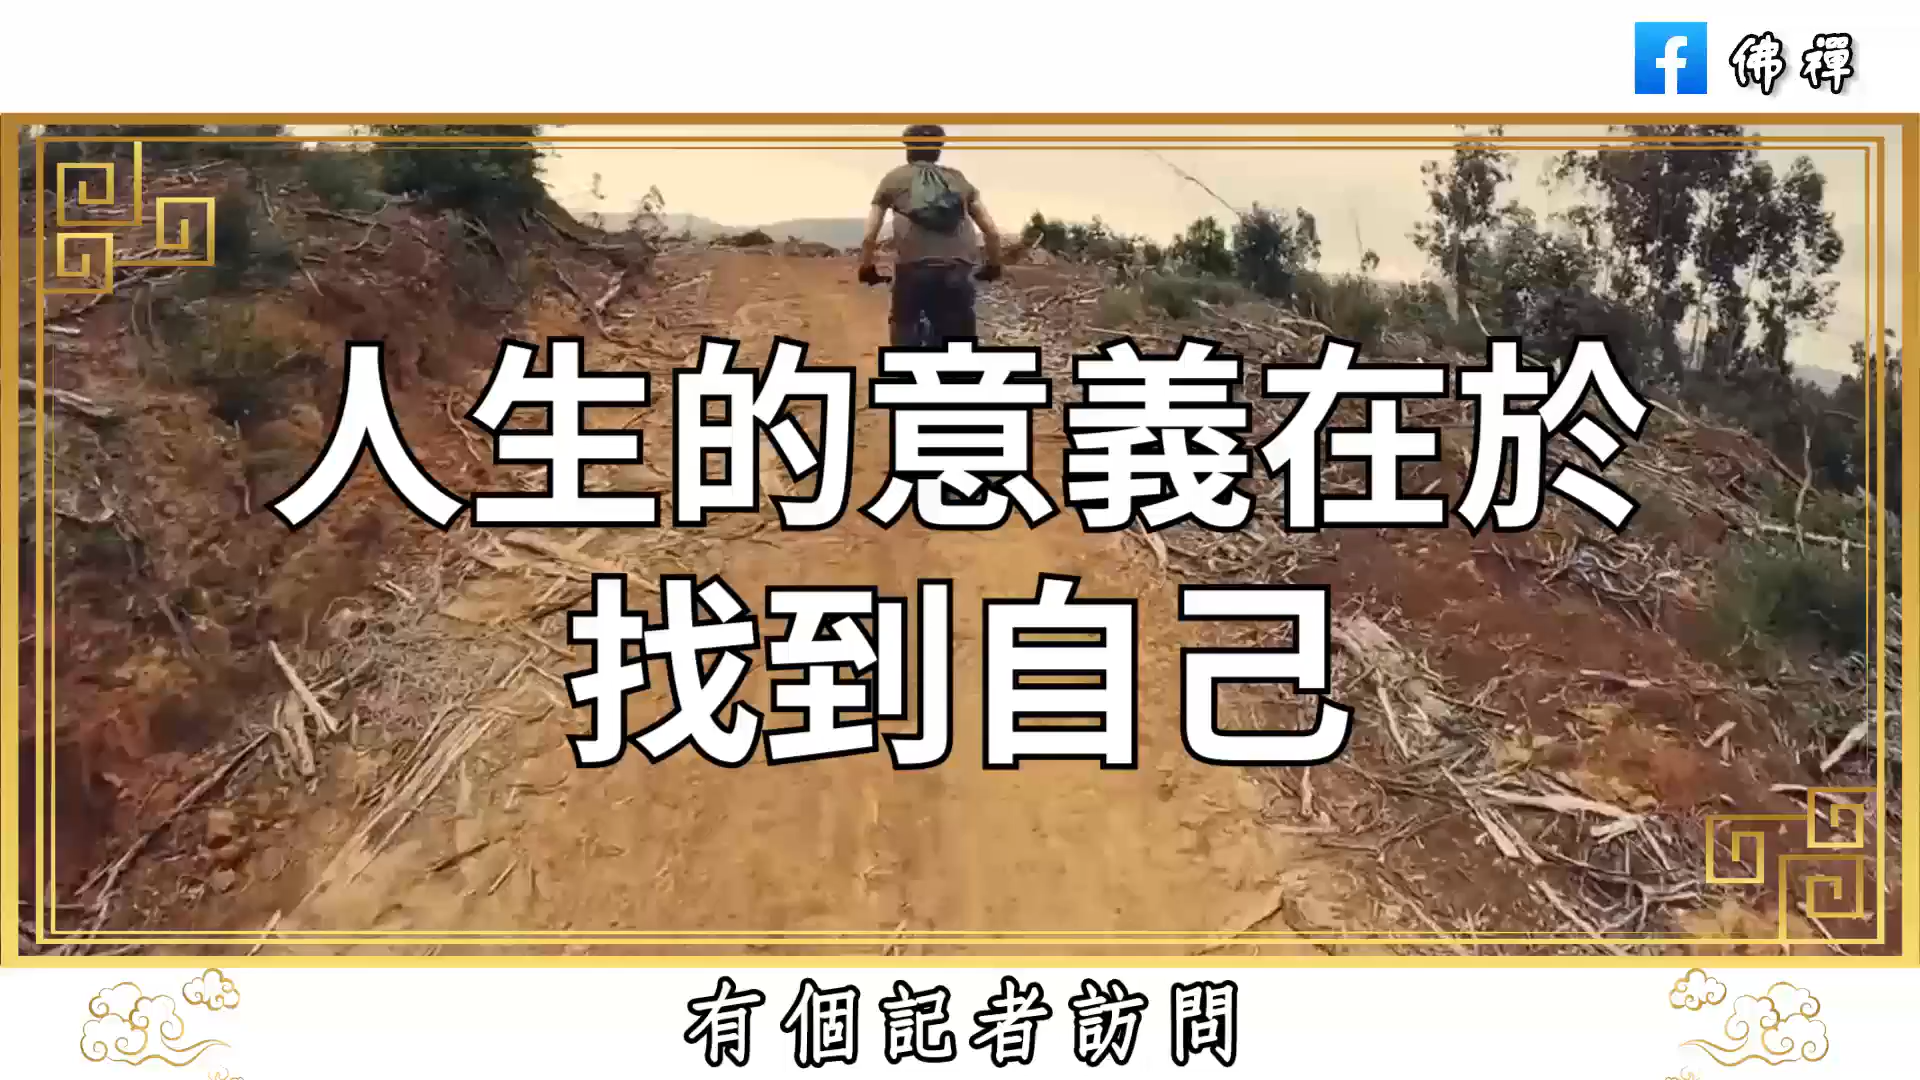 佛禪
人生的意義在於
找到自己
有個記者訪問